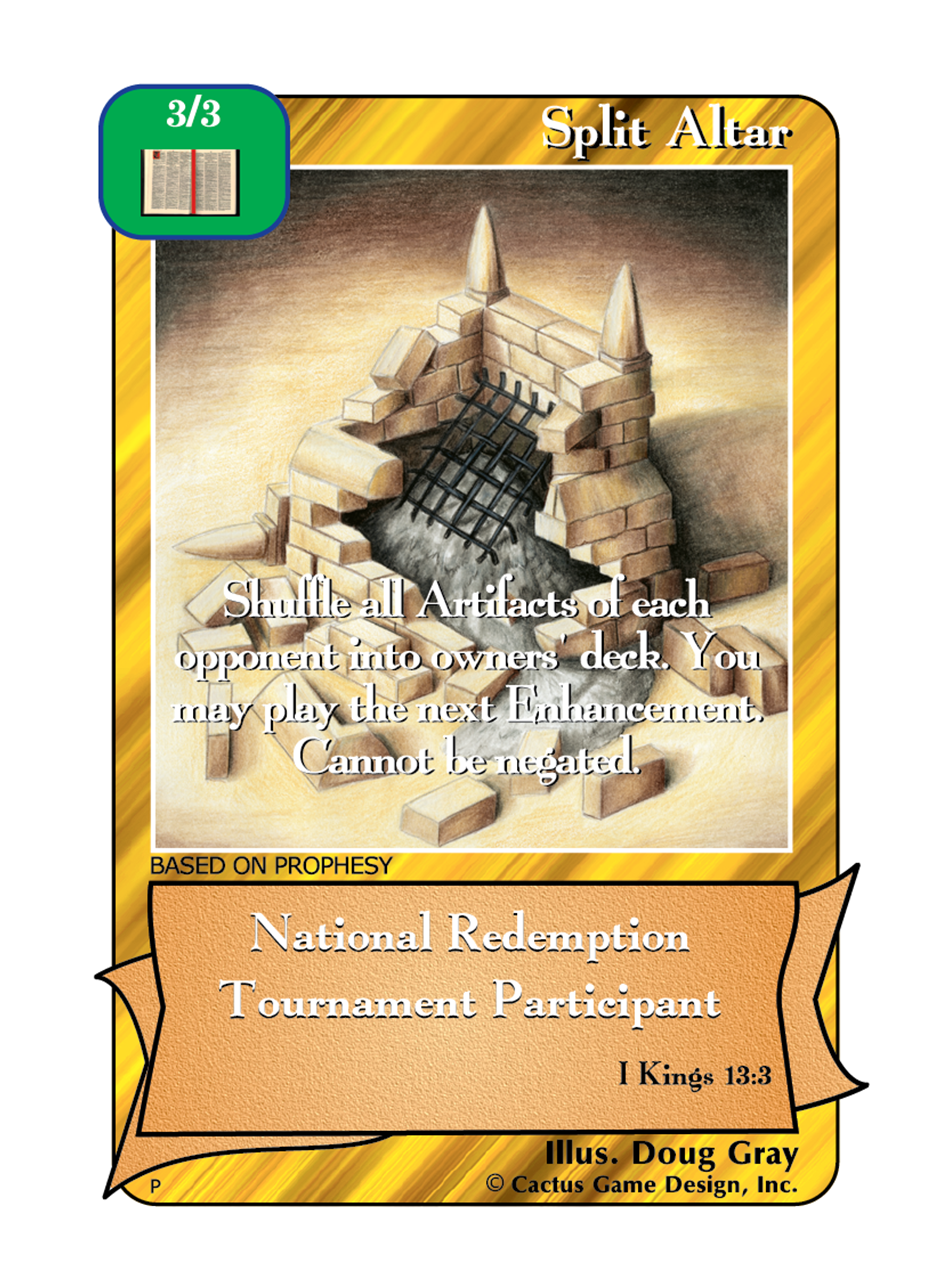 3/3
Split Altar
Shuffle all Artifacts of each
opponent into owners' deck. You
may play the next Enhancement.
Cannot be negated.
BASED ON PROPHESY
National Redemption
Tournament Participant
I Kings 13:3
Illus. Doug Gray
P
© Cactus Game Design, Inc.